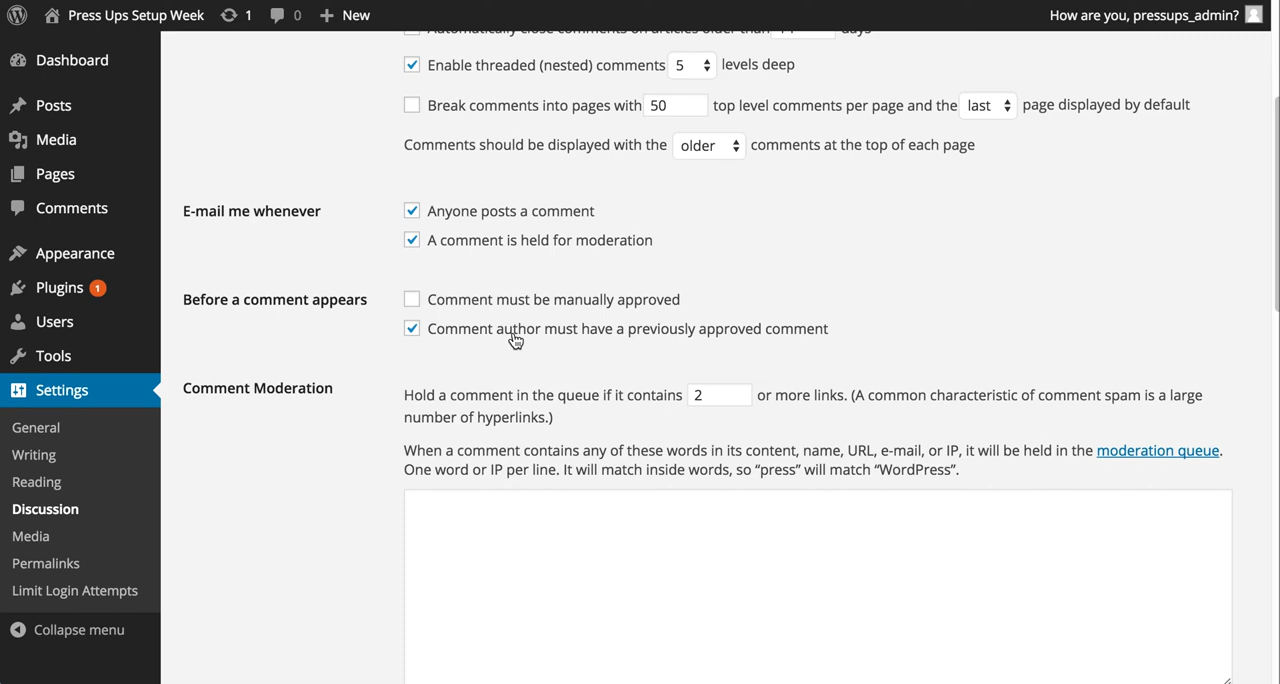 Press Ups Setup Week 1 0 New How are you, pressups_admin?
Automatically close comments on articles older than days
Dashboard
Posts
Media
Pages
Comments
Appearance
Plugins 1
Users
Tools
Settings
General
Writing
Reading
Discussion
Media
Permalinks
Limit Login Attempts
Collapse menu
Enable threaded (nested) comments 5 levels deep
Break comments into pages with 50 top level comments per page and the last page displayed by default
Comments should be displayed with the older comments at the top of each page
E-mail me whenever
Anyone posts a comment
A comment is held for moderation
Before a comment appears
Comment must be manually approved
Comment author must have a previously approved comment
Comment Moderation
Hold a comment in the queue if it contains 2 or more links. (A common characteristic of comment spam is a large
number of hyperlinks.)
When a comment contains any of these words in its content, name, URL, e-mail, or IP, it will be held in the moderation queue.
One word or IP per line. It will match inside words, so “press” will match “WordPress”.